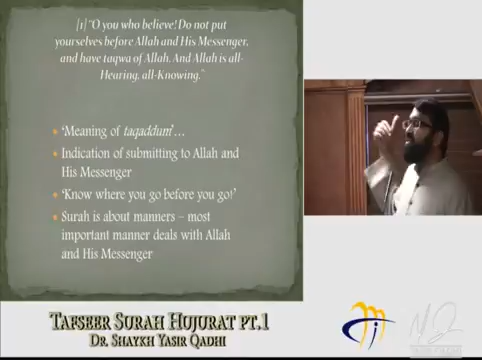 [1] "O you who believe! Do not put
yourselves before Allah and His Messenger,
and have taqwa of Allah. And Allah is all-
Hearing, all-Knowing."
'Meaning of taqaddum'...
Indication of submitting to Allah and
His Messenger
'Know where you go before you go!'
Surah is about manners – most
important manner deals with Allah
and His Messenger
TAFSEER SURAH HUJURAT PT.1
DR. SHAYKH YASIR QADHI